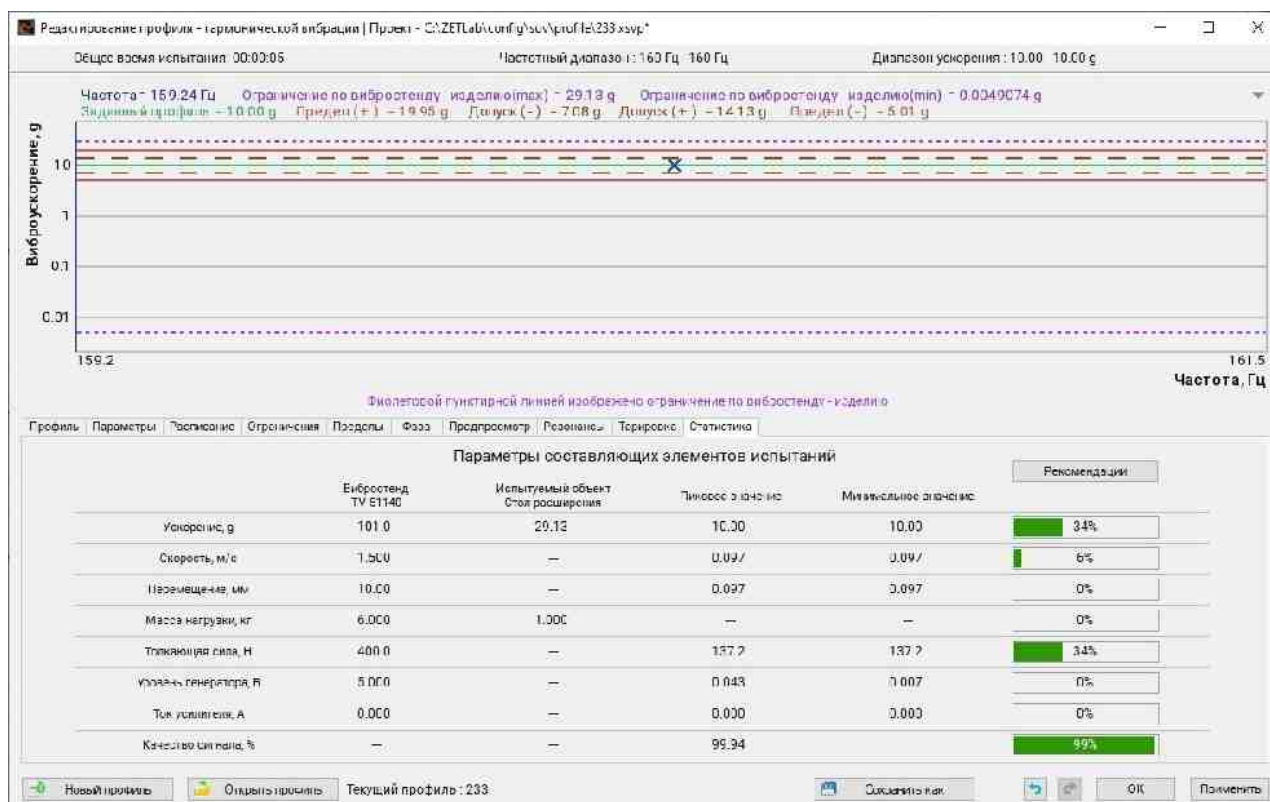 Редактирование профиля - гармонической вибрации | Проект - C:\ZETLab\config\suv\profile\233.xsvp*
Общее время испытания: 00:00:05 Частотный диапазон : 160 Гц - 160 Гц Диапазон ускорения : 10.00 - 10.00 g
Частота = 159.24 Гц Ограничение по вибростенду - изделию(max) = 29.13 g Ограничение по вибростенду - изделию(min) = 0.0049074 g
Заданный профиль = 10.00 g Предел (+) = 19.95 g Допуск (-) = 7.08 g Допуск (+) = 14.13 g Предел (-) = 5.01 g
Виброускорение, g
10
1
0.1
0.01
159.2 161.5
Частота, Гц
Фиолетовой пунктирной линией изображено ограничение по вибростенду - изделию
Профиль Параметры Расписание Ограничения Пределы Фаза Предпросмотр Резонансы Тарировка Статистика
Параметры составляющих элементов испытаний
Рекомендации
Вибростенд TV 51140 Испытуемый объект Стол расширения Пиковое значение Минимальное значение
Ускорение, g 101.0 29.13 10.00 10.00 34%
Скорость, м/с 1.500 — 0.097 0.097 6%
Перемещение, мм 10.00 — 0.097 0.097 0%
Масса нагрузки, кг 6.000 1.000 — — 0%
Толкающая сила, Н 400.0 — 137.2 137.2 34%
Уровень генератора, В 5.000 — 0.043 0.007 0%
Ток усилителя, А 0.000 — 0.000 0.000 0%
Качество сигнала, % — — 99.94 99%
Новый профиль Открыть профиль Текущий профиль : 233 Сохранить как OK Применить